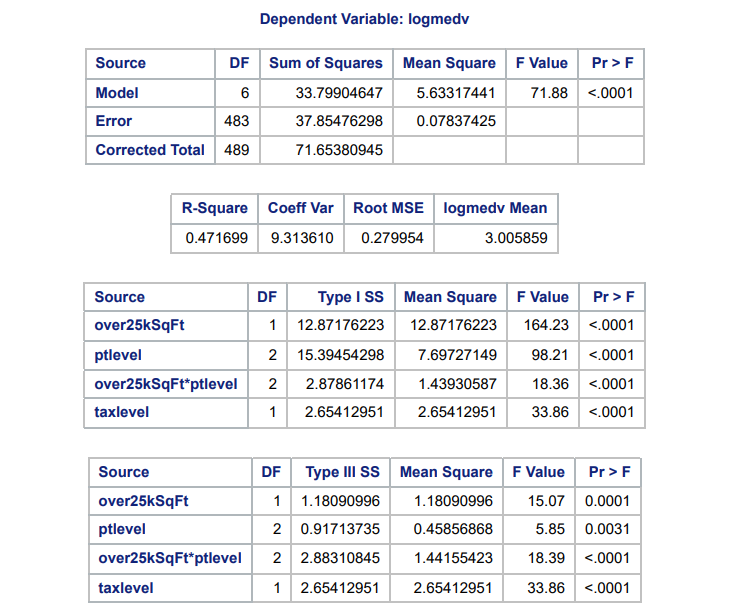 Dependent Variable: logmedv
Source DF Sum of Squares Mean Square F Value Pr > F
Model 6 33.79904647 5.63317441 71.88 <.0001
Error 483 37.85476298 0.07837425
Corrected Total 489 71.65380945
R-Square Coeff Var Root MSE logmedv Mean
0.471699 9.313610 0.279954 3.005859
Source DF Type I SS Mean Square F Value Pr > F
over25kSqFt 1 12.87176223 12.87176223 164.23 <.0001
ptlevel 2 15.39454298 7.69727149 98.21 <.0001
over25kSqFt*ptlevel 2 2.87861174 1.43930587 18.36 <.0001
taxlevel 1 2.65412951 2.65412951 33.86 <.0001
Source DF Type III SS Mean Square F Value Pr > F
over25kSqFt 1 1.18090996 1.18090996 15.07 0.0001
ptlevel 2 0.91713735 0.45856868 5.85 0.0031
over25kSqFt*ptlevel 2 2.88310845 1.44155423 18.39 <.0001
taxlevel 1 2.65412951 2.65412951 33.86 <.0001